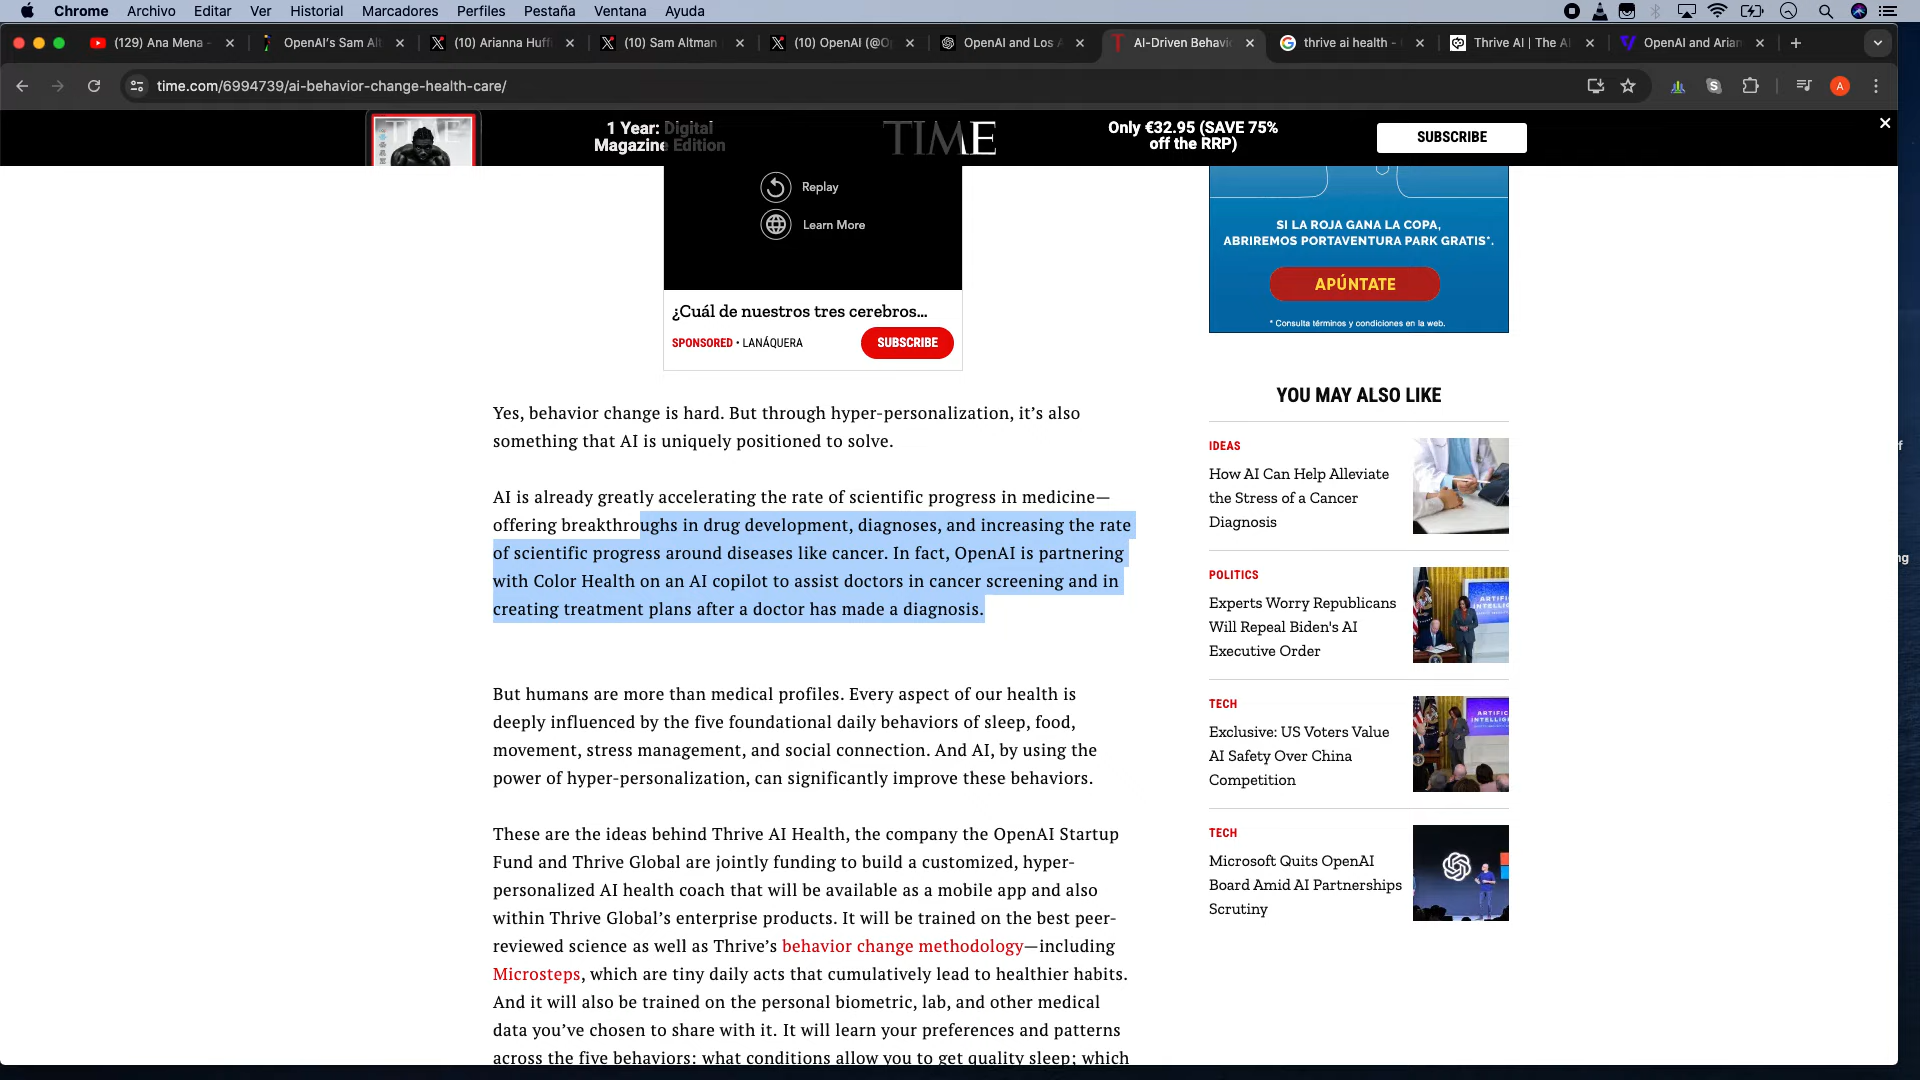 Chrome Archivo Editar Ver Historial Marcadores Perfiles Pestaña Ventana Ayuda
(129) Ana Mena -
OpenAI's Sam Alt
(10) Arianna Huff
(10) Sam Altman
(10) OpenAI (@O
OpenAI and Los A
AI-Driven Behavio
thrive ai health -
Thrive AI | The AI
OpenAI and Arian
time.com/6994739/ai-behavior-change-health-care/
A
1 Year: Digital
Magazine Edition
TIME
TIME
Only €32.95 (SAVE 75%
off the RRP)
SUBSCRIBE
Replay
Learn More
¿Cuál de nuestros tres cerebros...
SPONSORED • LANÁQUERA
SUBSCRIBE
Yes, behavior change is hard. But through hyper-personalization, it's also
something that AI is uniquely positioned to solve.
AI is already greatly accelerating the rate of scientific progress in medicine—
offering breakthroughs in drug development, diagnoses, and increasing the rate
of scientific progress around diseases like cancer. In fact, OpenAI is partnering
with Color Health on an AI copilot to assist doctors in cancer screening and in
creating treatment plans after a doctor has made a diagnosis.
But humans are more than medical profiles. Every aspect of our health is
deeply influenced by the five foundational daily behaviors of sleep, food,
movement, stress management, and social connection. And AI, by using the
power of hyper-personalization, can significantly improve these behaviors.
These are the ideas behind Thrive AI Health, the company the OpenAI Startup
Fund and Thrive Global are jointly funding to build a customized, hyper-
personalized AI health coach that will be available as a mobile app and also
within Thrive Global's enterprise products. It will be trained on the best peer-
reviewed science as well as Thrive's behavior change methodology—including
Microsteps, which are tiny daily acts that cumulatively lead to healthier habits.
And it will also be trained on the personal biometric, lab, and other medical
data you've chosen to share with it. It will learn your preferences and patterns
across the five behaviors: what conditions allow you to get quality sleep; which
SI LA ROJA GANA LA COPA,
ABRIREMOS PORTAVENTURA PARK GRATIS*.
APÚNTATE
* Consulta términos y condiciones en la web.
YOU MAY ALSO LIKE
IDEAS
How AI Can Help Alleviate
the Stress of a Cancer
Diagnosis
POLITICS
Experts Worry Republicans
Will Repeal Biden's AI
Executive Order
TECH
Exclusive: US Voters Value
AI Safety Over China
Competition
TECH
Microsoft Quits OpenAI
Board Amid AI Partnerships
Scrutiny